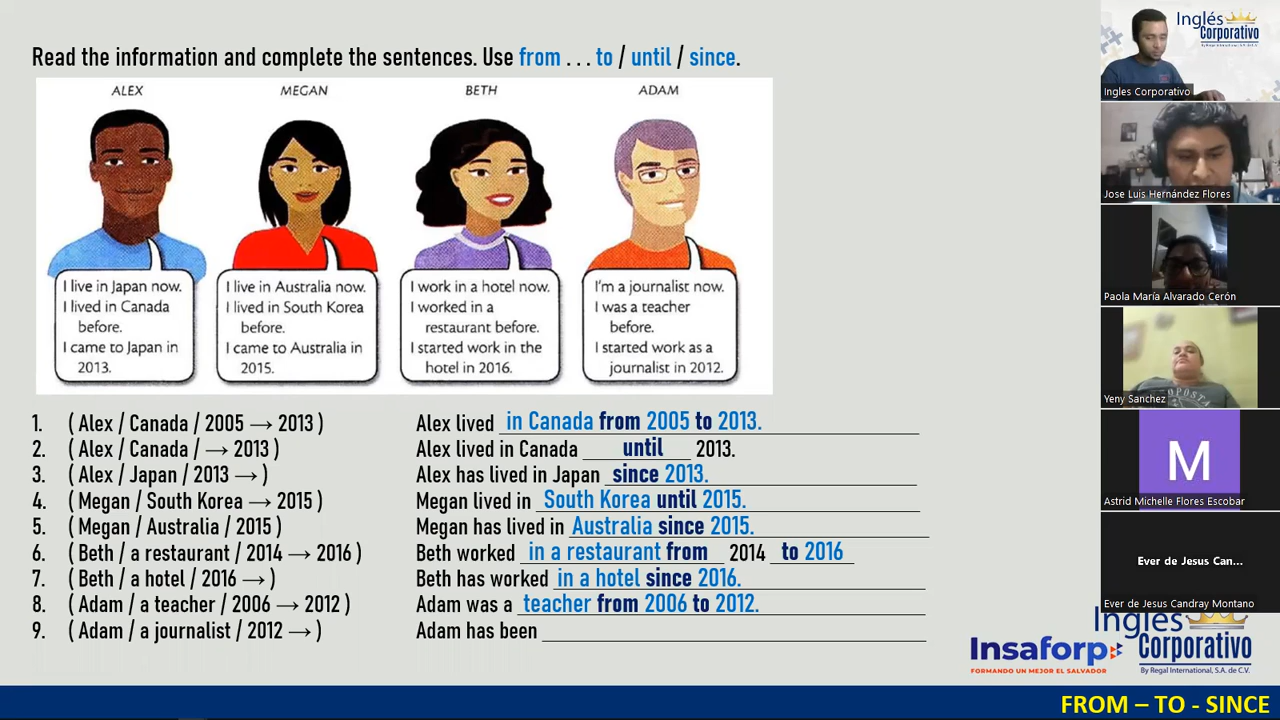 Read the information and complete the sentences. Use from . . . to / until / since.
ALEX
MEGAN
BETH
ADAM
I live in Japan now.
I lived in Canada
before.
I came to Japan in
2013.
I live in Australia now.
I lived in South Korea
before.
I came to Australia in
2015.
I work in a hotel now.
I worked in a
restaurant before.
I started work in the
hotel in 2016.
I'm a journalist now.
I was a teacher
before.
I started work as a
journalist in 2012.
1. ( Alex / Canada / 2005 → 2013 ) Alex lived in Canada from 2005 to 2013.
2. ( Alex / Canada / → 2013 ) Alex lived in Canada until 2013.
3. ( Alex / Japan / 2013 → ) Alex has lived in Japan since 2013.
4. ( Megan / South Korea → 2015 ) Megan lived in South Korea until 2015.
5. ( Megan / Australia / 2015 ) Megan has lived in Australia since 2015.
6. ( Beth / a restaurant / 2014 → 2016 ) Beth worked in a restaurant from 2014 to 2016
7. ( Beth / a hotel / 2016 → ) Beth has worked in a hotel since 2016.
8. ( Adam / a teacher / 2006 → 2012 ) Adam was a teacher from 2006 to 2012.
9. ( Adam / a journalist / 2012 → ) Adam has been
Inglés
Corporativo
By Regal International, S.A. de C.V.
Ingles Corporativo
Jose Luis Hernández Flores
Paola María Alvarado Cerón
Yeny Sanchez
M
Astrid Michelle Flores Escobar
Ever de Jesus Can...
Ever de Jesus Candray Montano
Insaforp
FORMANDO UN MEJOR EL SALVADOR
Inglés
Corporativo
By Regal International, S.A. de C.V.
FROM – TO - SINCE